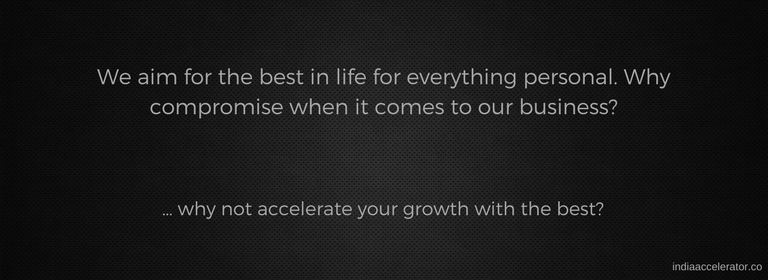 We aim for the best in life for everything personal. Why
compromise when it comes to our business?
... why not accelerate your growth with the best?
indiaaccelerator.co